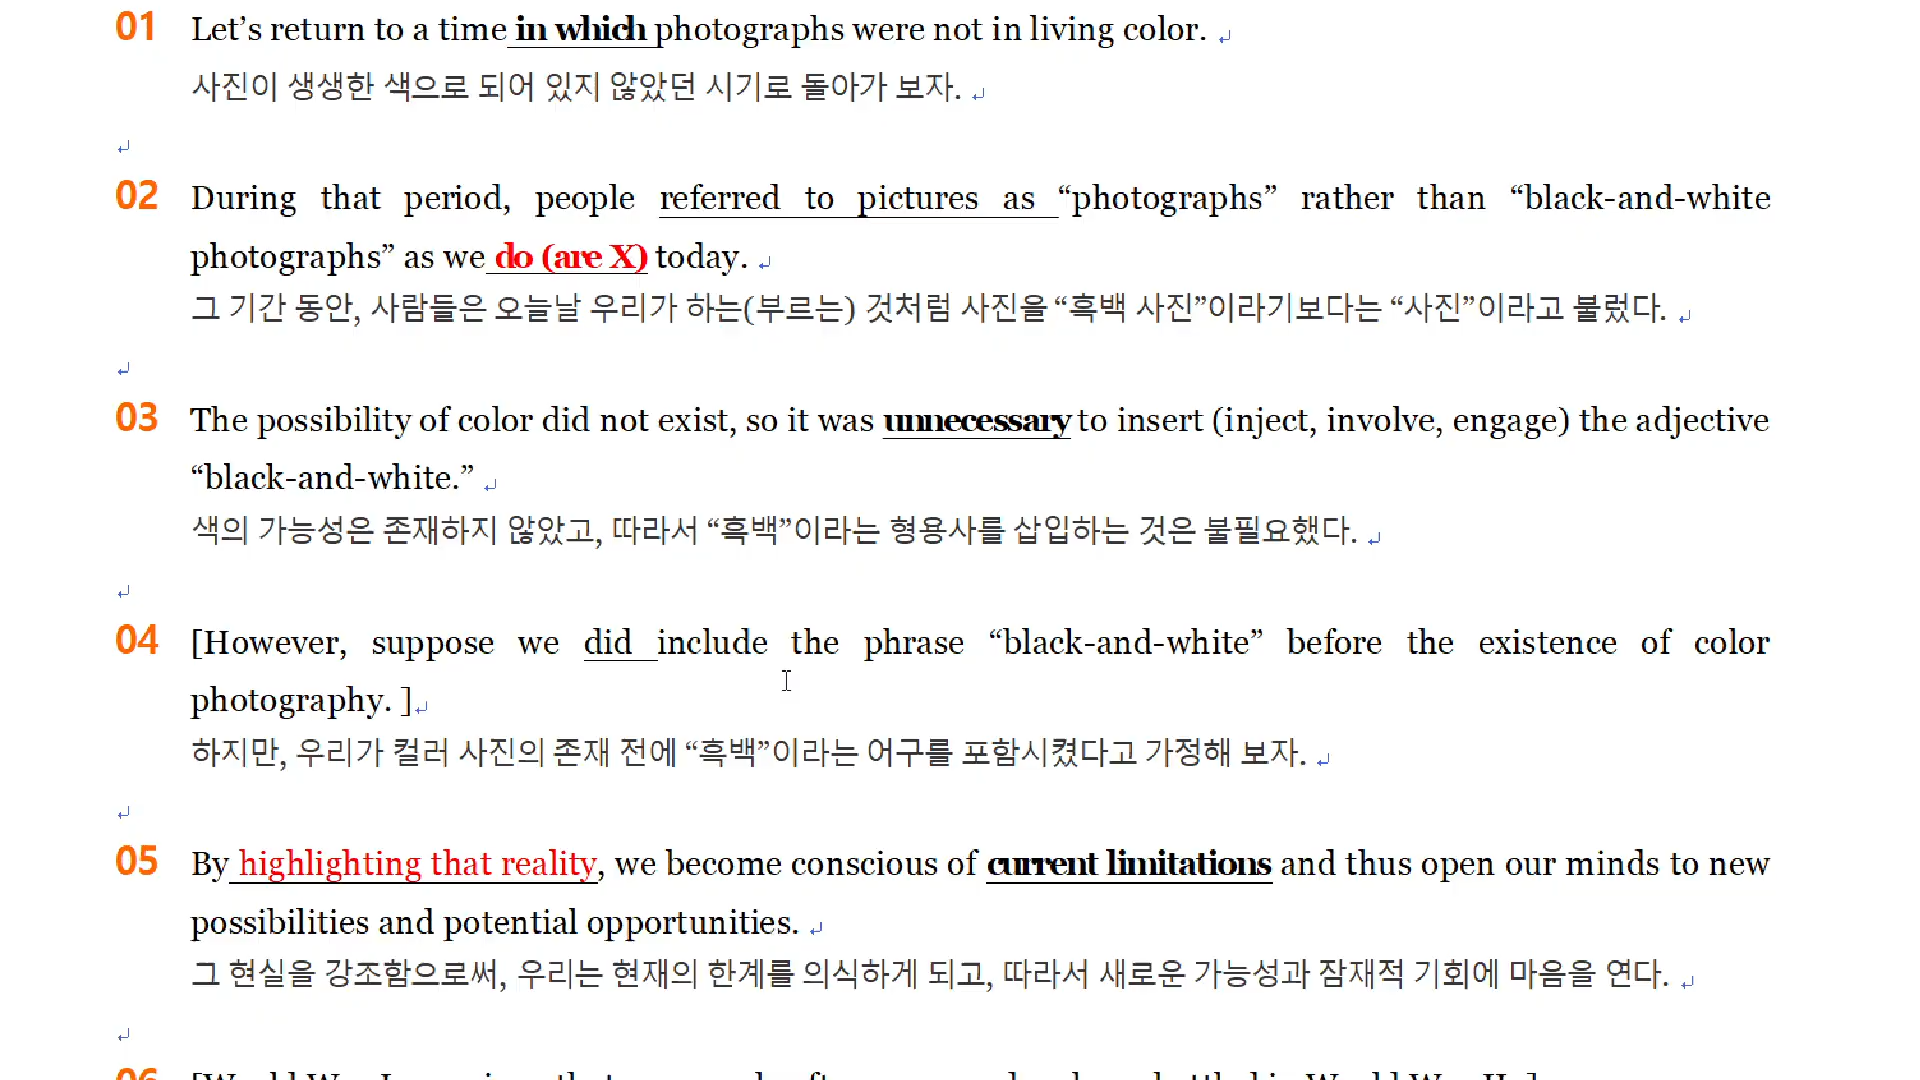 01 Let’s return to a time in which photographs were not in living color.
사진이 생생한 색으로 되어 있지 않았던 시기로 돌아가 보자.
02 During that period, people referred to pictures as “photographs” rather than “black-and-white
photographs” as we do (are X) today.
그 기간 동안, 사람들은 오늘날 우리가 하는(부르는) 것처럼 사진을 “흑백 사진”이라기보다는 “사진”이라고 불렀다.
03 The possibility of color did not exist, so it was unnecessary to insert (inject, involve, engage) the adjective
“black-and-white.”
색의 가능성은 존재하지 않았고, 따라서 “흑백”이라는 형용사를 삽입하는 것은 불필요했다.
04 [However, suppose we did include the phrase “black-and-white” before the existence of color
photography. ]
하지만, 우리가 컬러 사진의 존재 전에 “흑백”이라는 어구를 포함시켰다고 가정해 보자.
05 By highlighting that reality, we become conscious of current limitations and thus open our minds to new
possibilities and potential opportunities.
그 현실을 강조함으로써, 우리는 현재의 한계를 의식하게 되고, 따라서 새로운 가능성과 잠재적 기회에 마음을 연다.
06